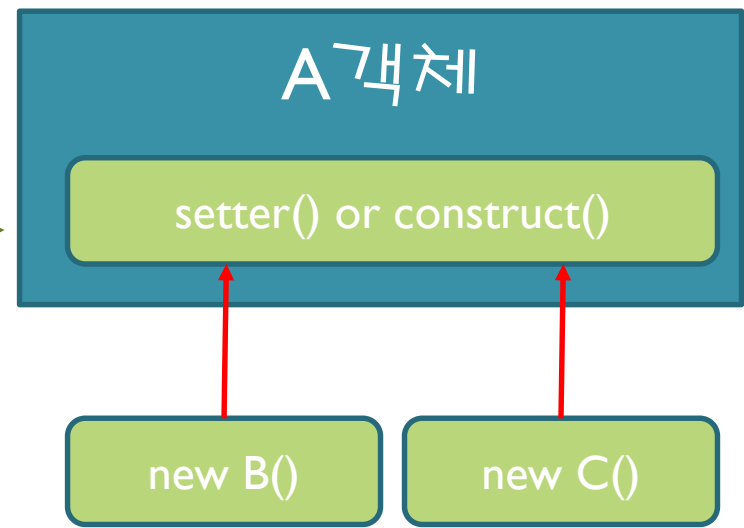 A객체
setter() or construct()
new B()
new C()